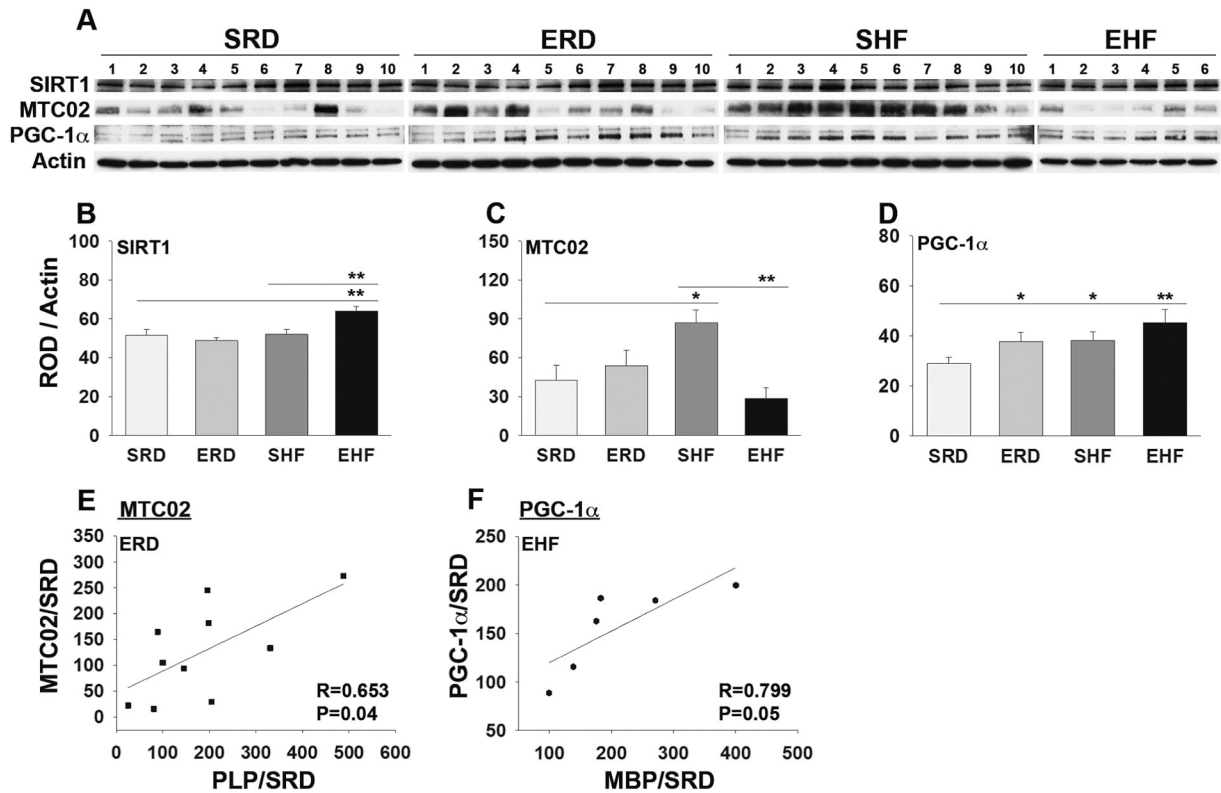 A
SRD ERD SHF EHF
1 2 3 4 5 6 7 8 9 10 1 2 3 4 5 6 7 8 9 10 1 2 3 4 5 6 7 8 9 10 1 2 3 4 5 6
SIRT1
MTC02
PGC-1α
Actin
B
SIRT1
ROD / Actin
100
80
60
40
20
0
**
**
SRD ERD SHF EHF
C
MTC02
150
120
90
60
30
0
*
**
SRD ERD SHF EHF
D
PGC-1α
80
60
40
20
0
* * **
SRD ERD SHF EHF
E MTC02
ERD
MTC02/SRD
350
300
250
200
150
100
50
0
R=0.653
P=0.04
0 100 200 300 400 500 600
PLP/SRD
F PGC-1α
EHF
PGC-1α/SRD
250
200
150
100
50
R=0.799
P=0.05
100 200 300 400 500
MBP/SRD